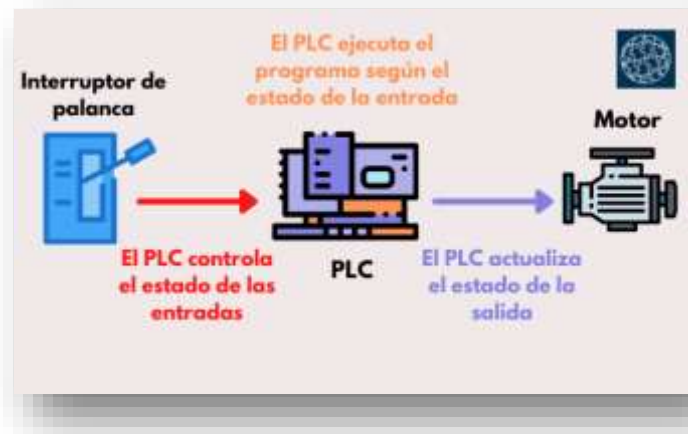 El PLC ejecuta el
programa según el
estado de la entrada
Interruptor de
palanca
Motor
El PLC controla
el estado de las
entradas
PLC
El PLC actualiza
el estado de la
salida